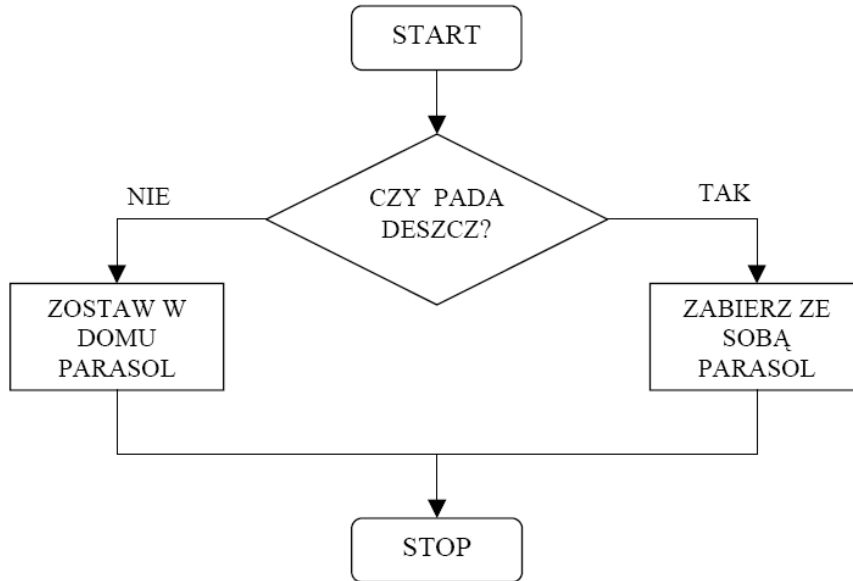 START
CZY PADA
DESZCZ?
NIE
TAK
ZOSTAW W
DOMU
PARASOL
ZABIERZ ZE
SOBĄ
PARASOL
STOP